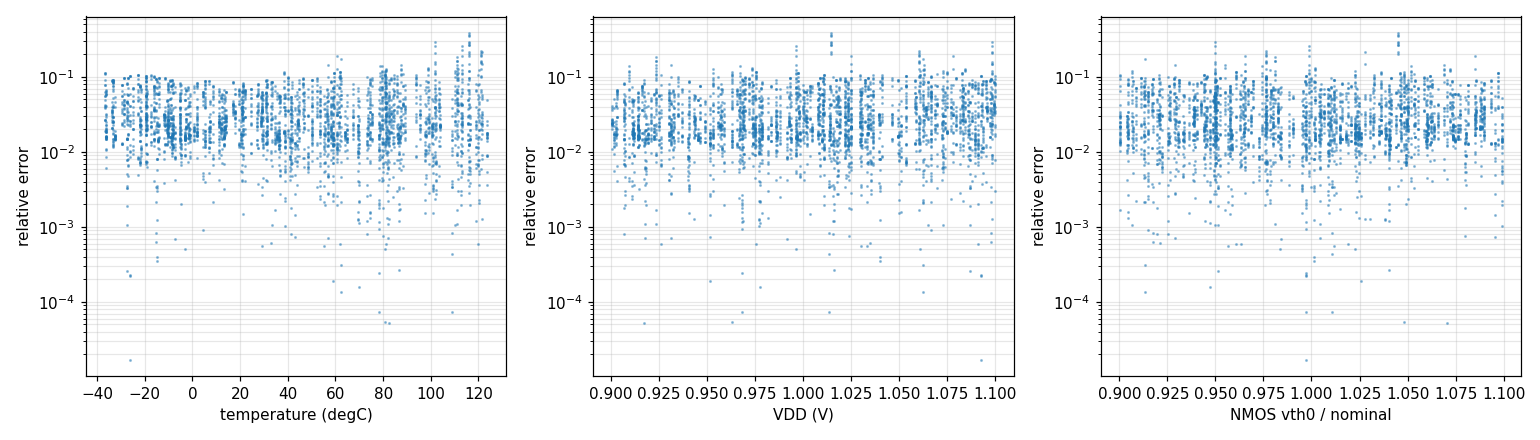 relative error
10⁻¹
10⁻²
10⁻³
10⁻⁴
−40 −20 0 20 40 60 80 100 120
temperature (degC)
relative error
10⁻¹
10⁻²
10⁻³
10⁻⁴
0.900 0.925 0.950 0.975 1.000 1.025 1.050 1.075 1.100
VDD (V)
relative error
10⁻¹
10⁻²
10⁻³
10⁻⁴
0.900 0.925 0.950 0.975 1.000 1.025 1.050 1.075 1.100
NMOS vth0 / nominal